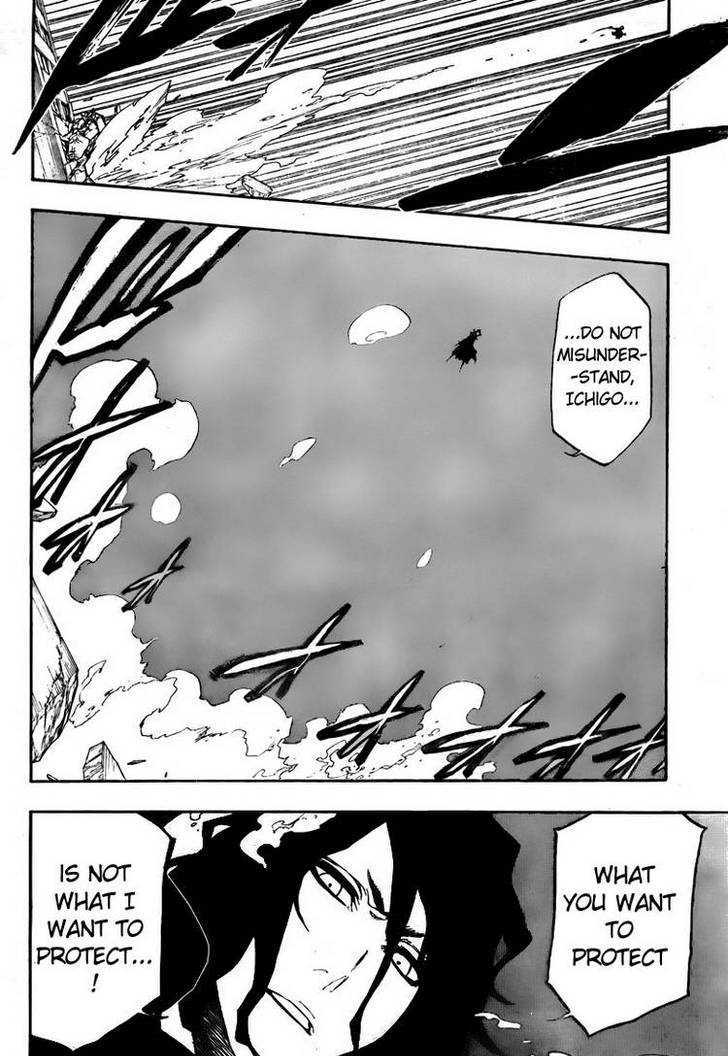 ...DO NOT
MISUNDER-
-STAND,
ICHIGO...
WHAT
YOU WANT
TO
PROTECT
IS NOT
WHAT I
WANT TO
PROTECT...
!